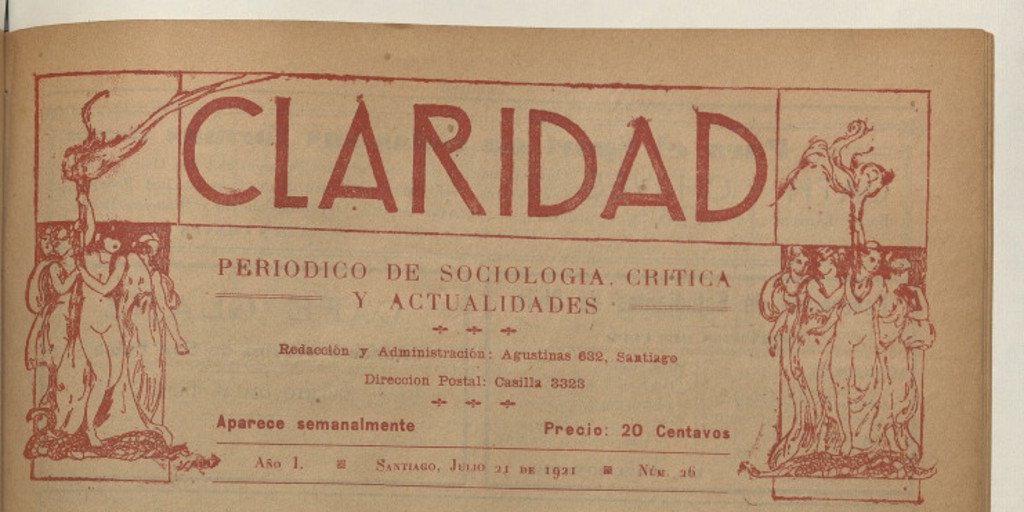 CLARIDAD
PERIODICO DE SOCIOLOGIA. CRITICA
Y ACTUALIDADES
Redacción y Administración: Agustinas 632, Santiago
Direccion Postal: Casilla 3323
Aparece semanalmente Precio: 20 Centavos
Año I. Santiago, Julio 21 de 1921 Núm. 26